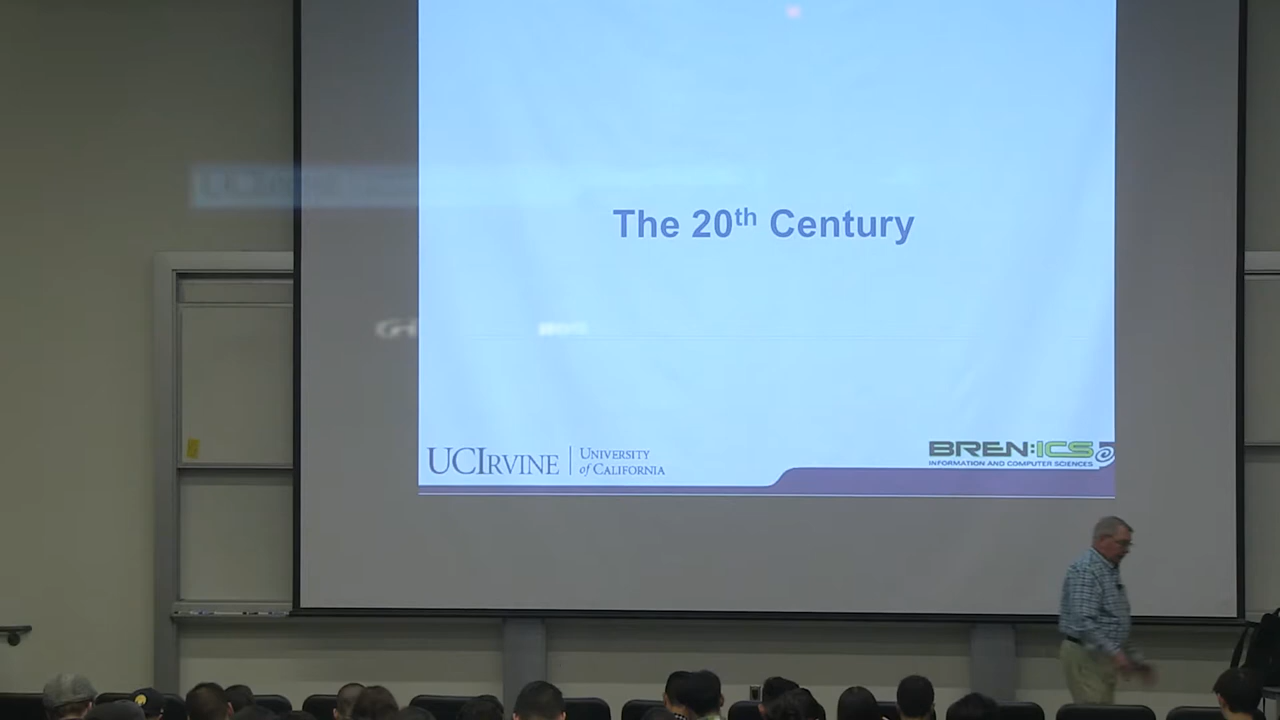 The 20th Century
UCIRVINE | UNIVERSITY
of CALIFORNIA
BREN:ICS
INFORMATION AND COMPUTER SCIENCES